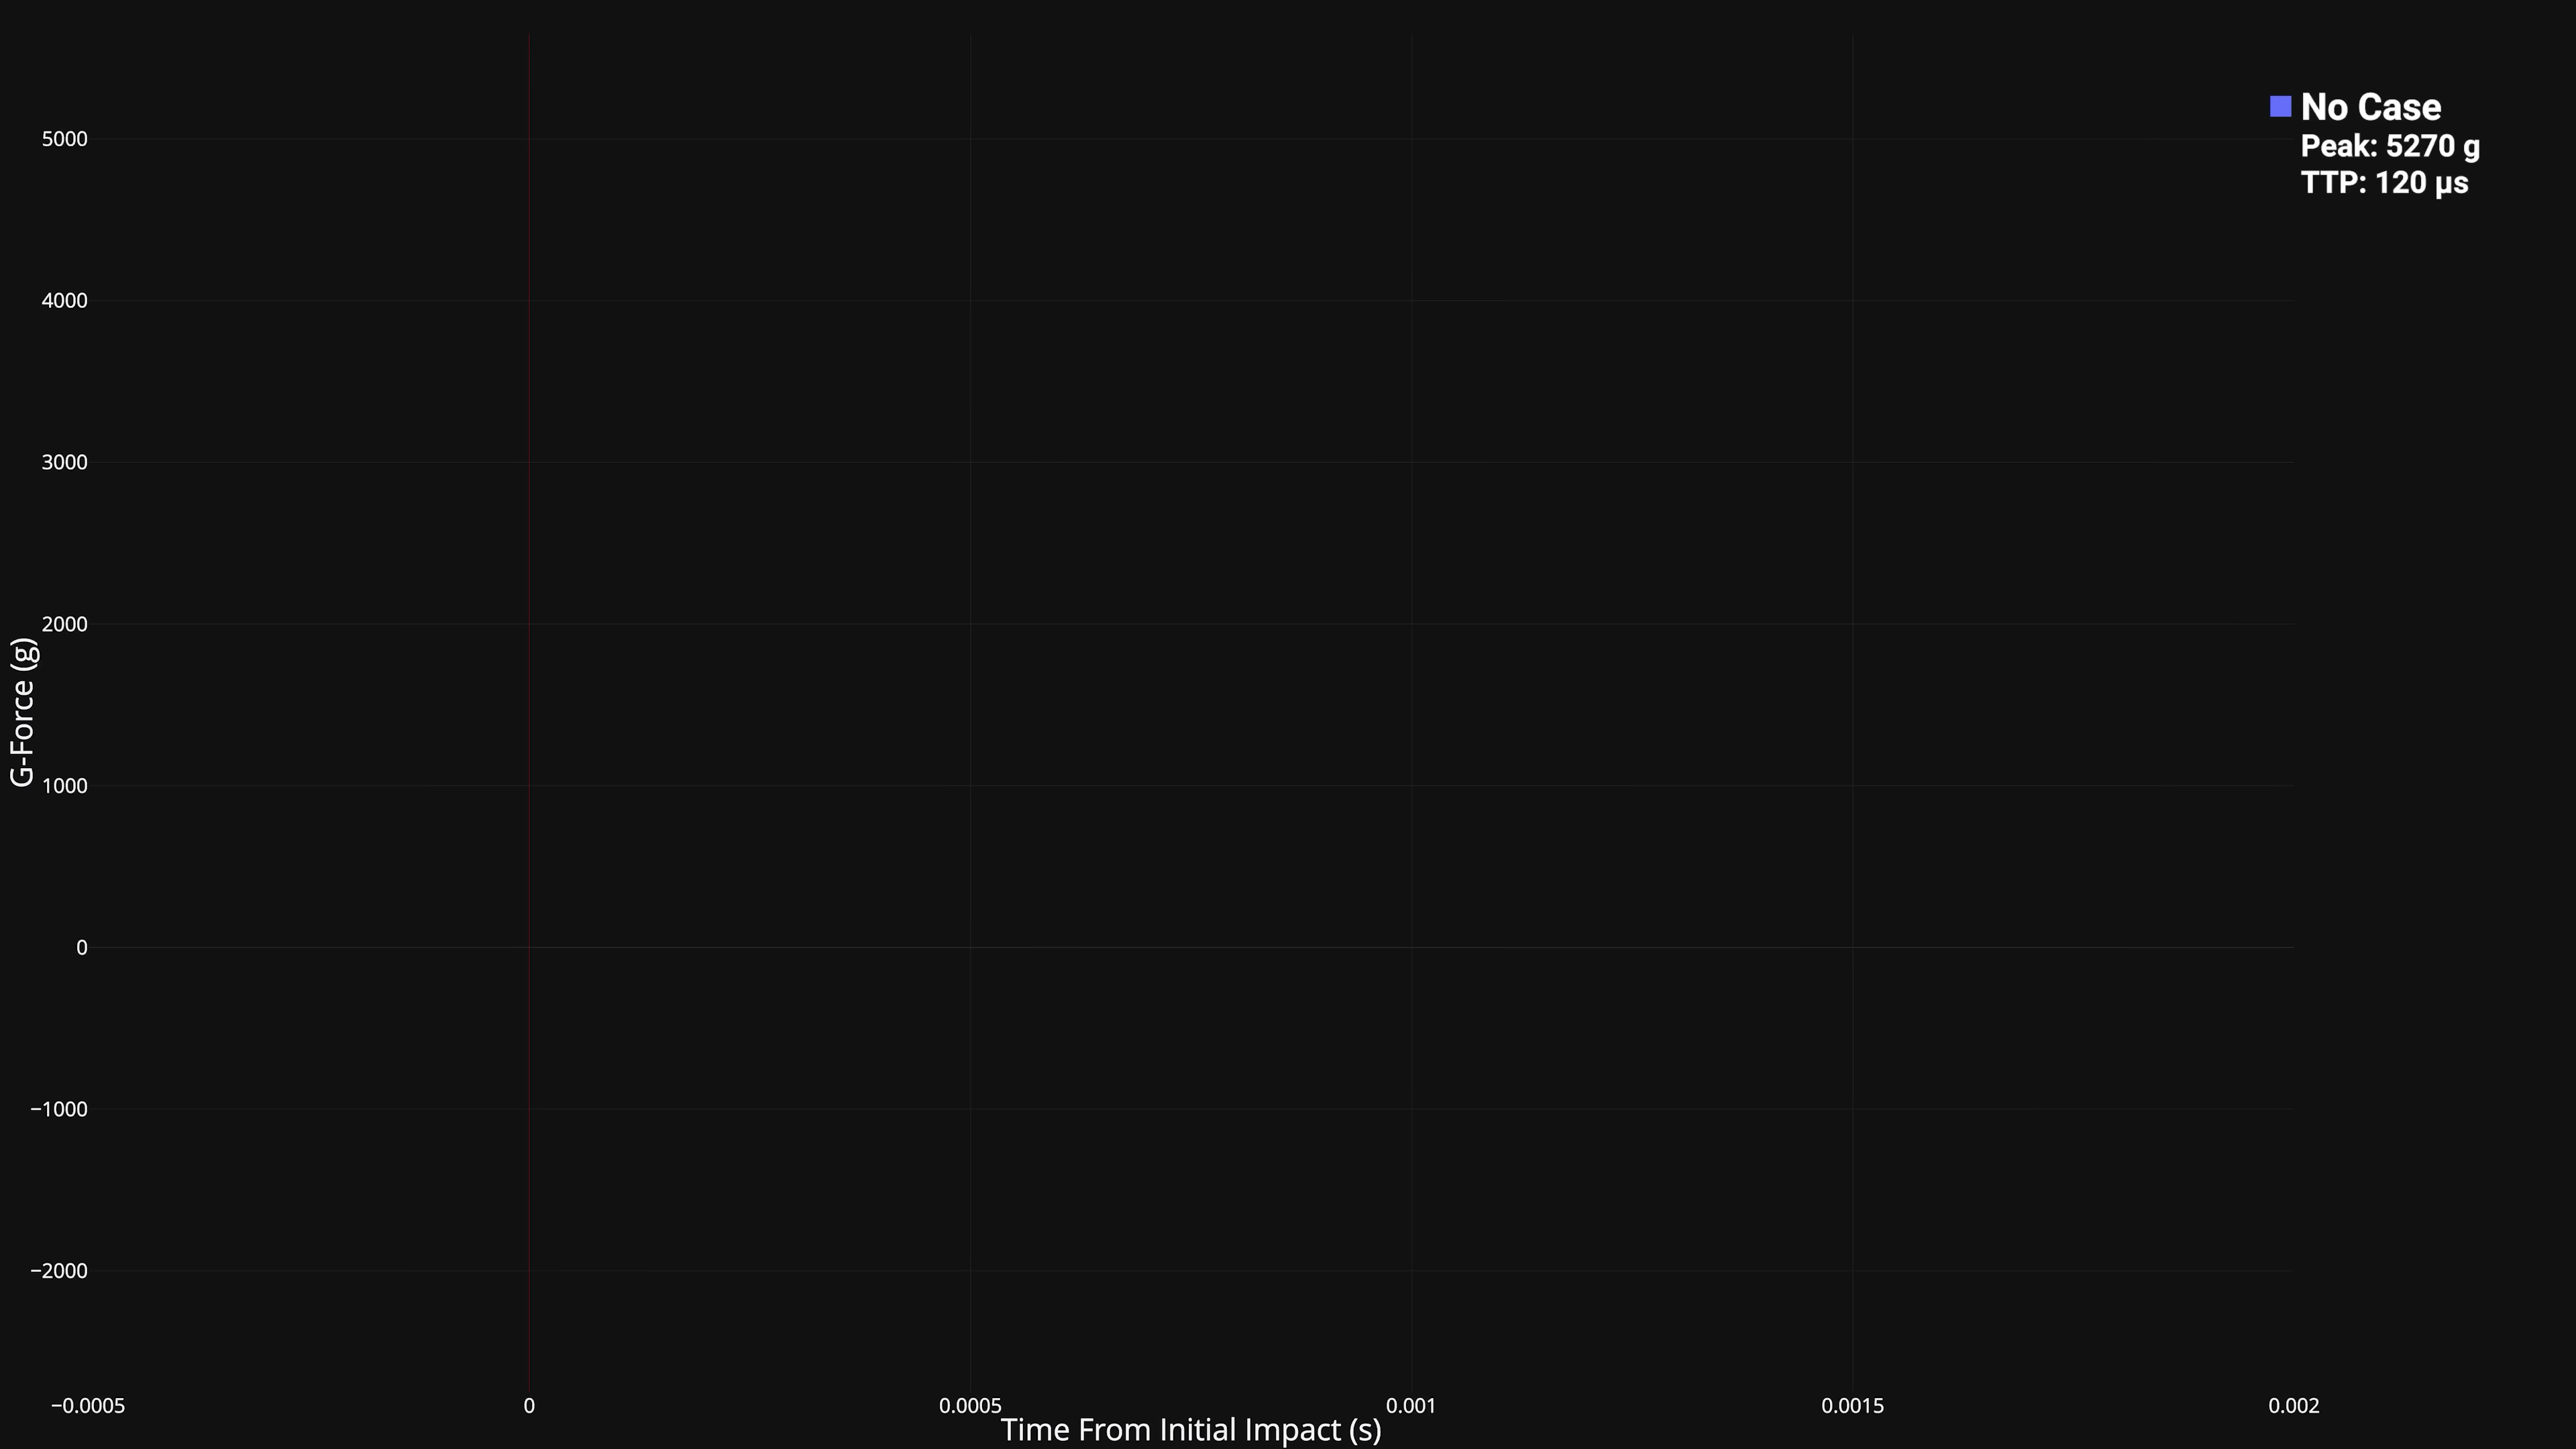 No Case
Peak: 5270 g
TTP: 120 µs
5000
4000
3000
2000
1000
0
−1000
−2000
G-Force (g)
−0.0005
0
0.0005
0.001
0.0015
0.002
Time From Initial Impact (s)